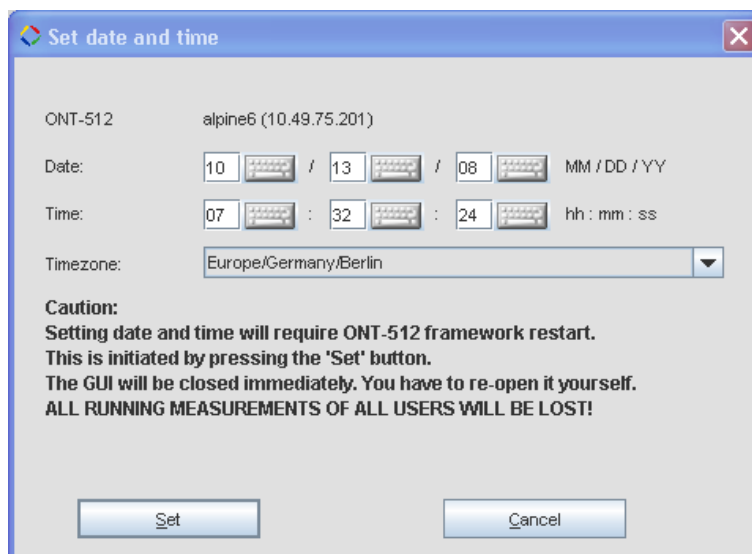 Set date and time
ONT-512 alpine6 (10.49.75.201)
Date: 10 / 13 / 08 MM / DD / YY
Time: 07 : 32 : 24 hh : mm : ss
Timezone: Europe/Germany/Berlin
Caution:
Setting date and time will require ONT-512 framework restart.
This is initiated by pressing the 'Set' button.
The GUI will be closed immediately. You have to re-open it yourself.
ALL RUNNING MEASUREMENTS OF ALL USERS WILL BE LOST!
Set Cancel